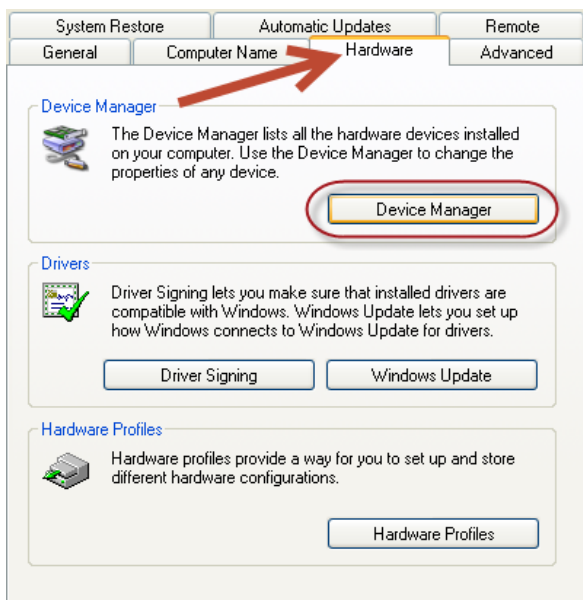 System Restore
Automatic Updates
Remote
General
Computer Name
Hardware
Advanced
Device Manager
The Device Manager lists all the hardware devices installed
on your computer. Use the Device Manager to change the
properties of any device.
Device Manager
Drivers
Driver Signing lets you make sure that installed drivers are
compatible with Windows. Windows Update lets you set up
how Windows connects to Windows Update for drivers.
Driver Signing
Windows Update
Hardware Profiles
Hardware profiles provide a way for you to set up and store
different hardware configurations.
Hardware Profiles